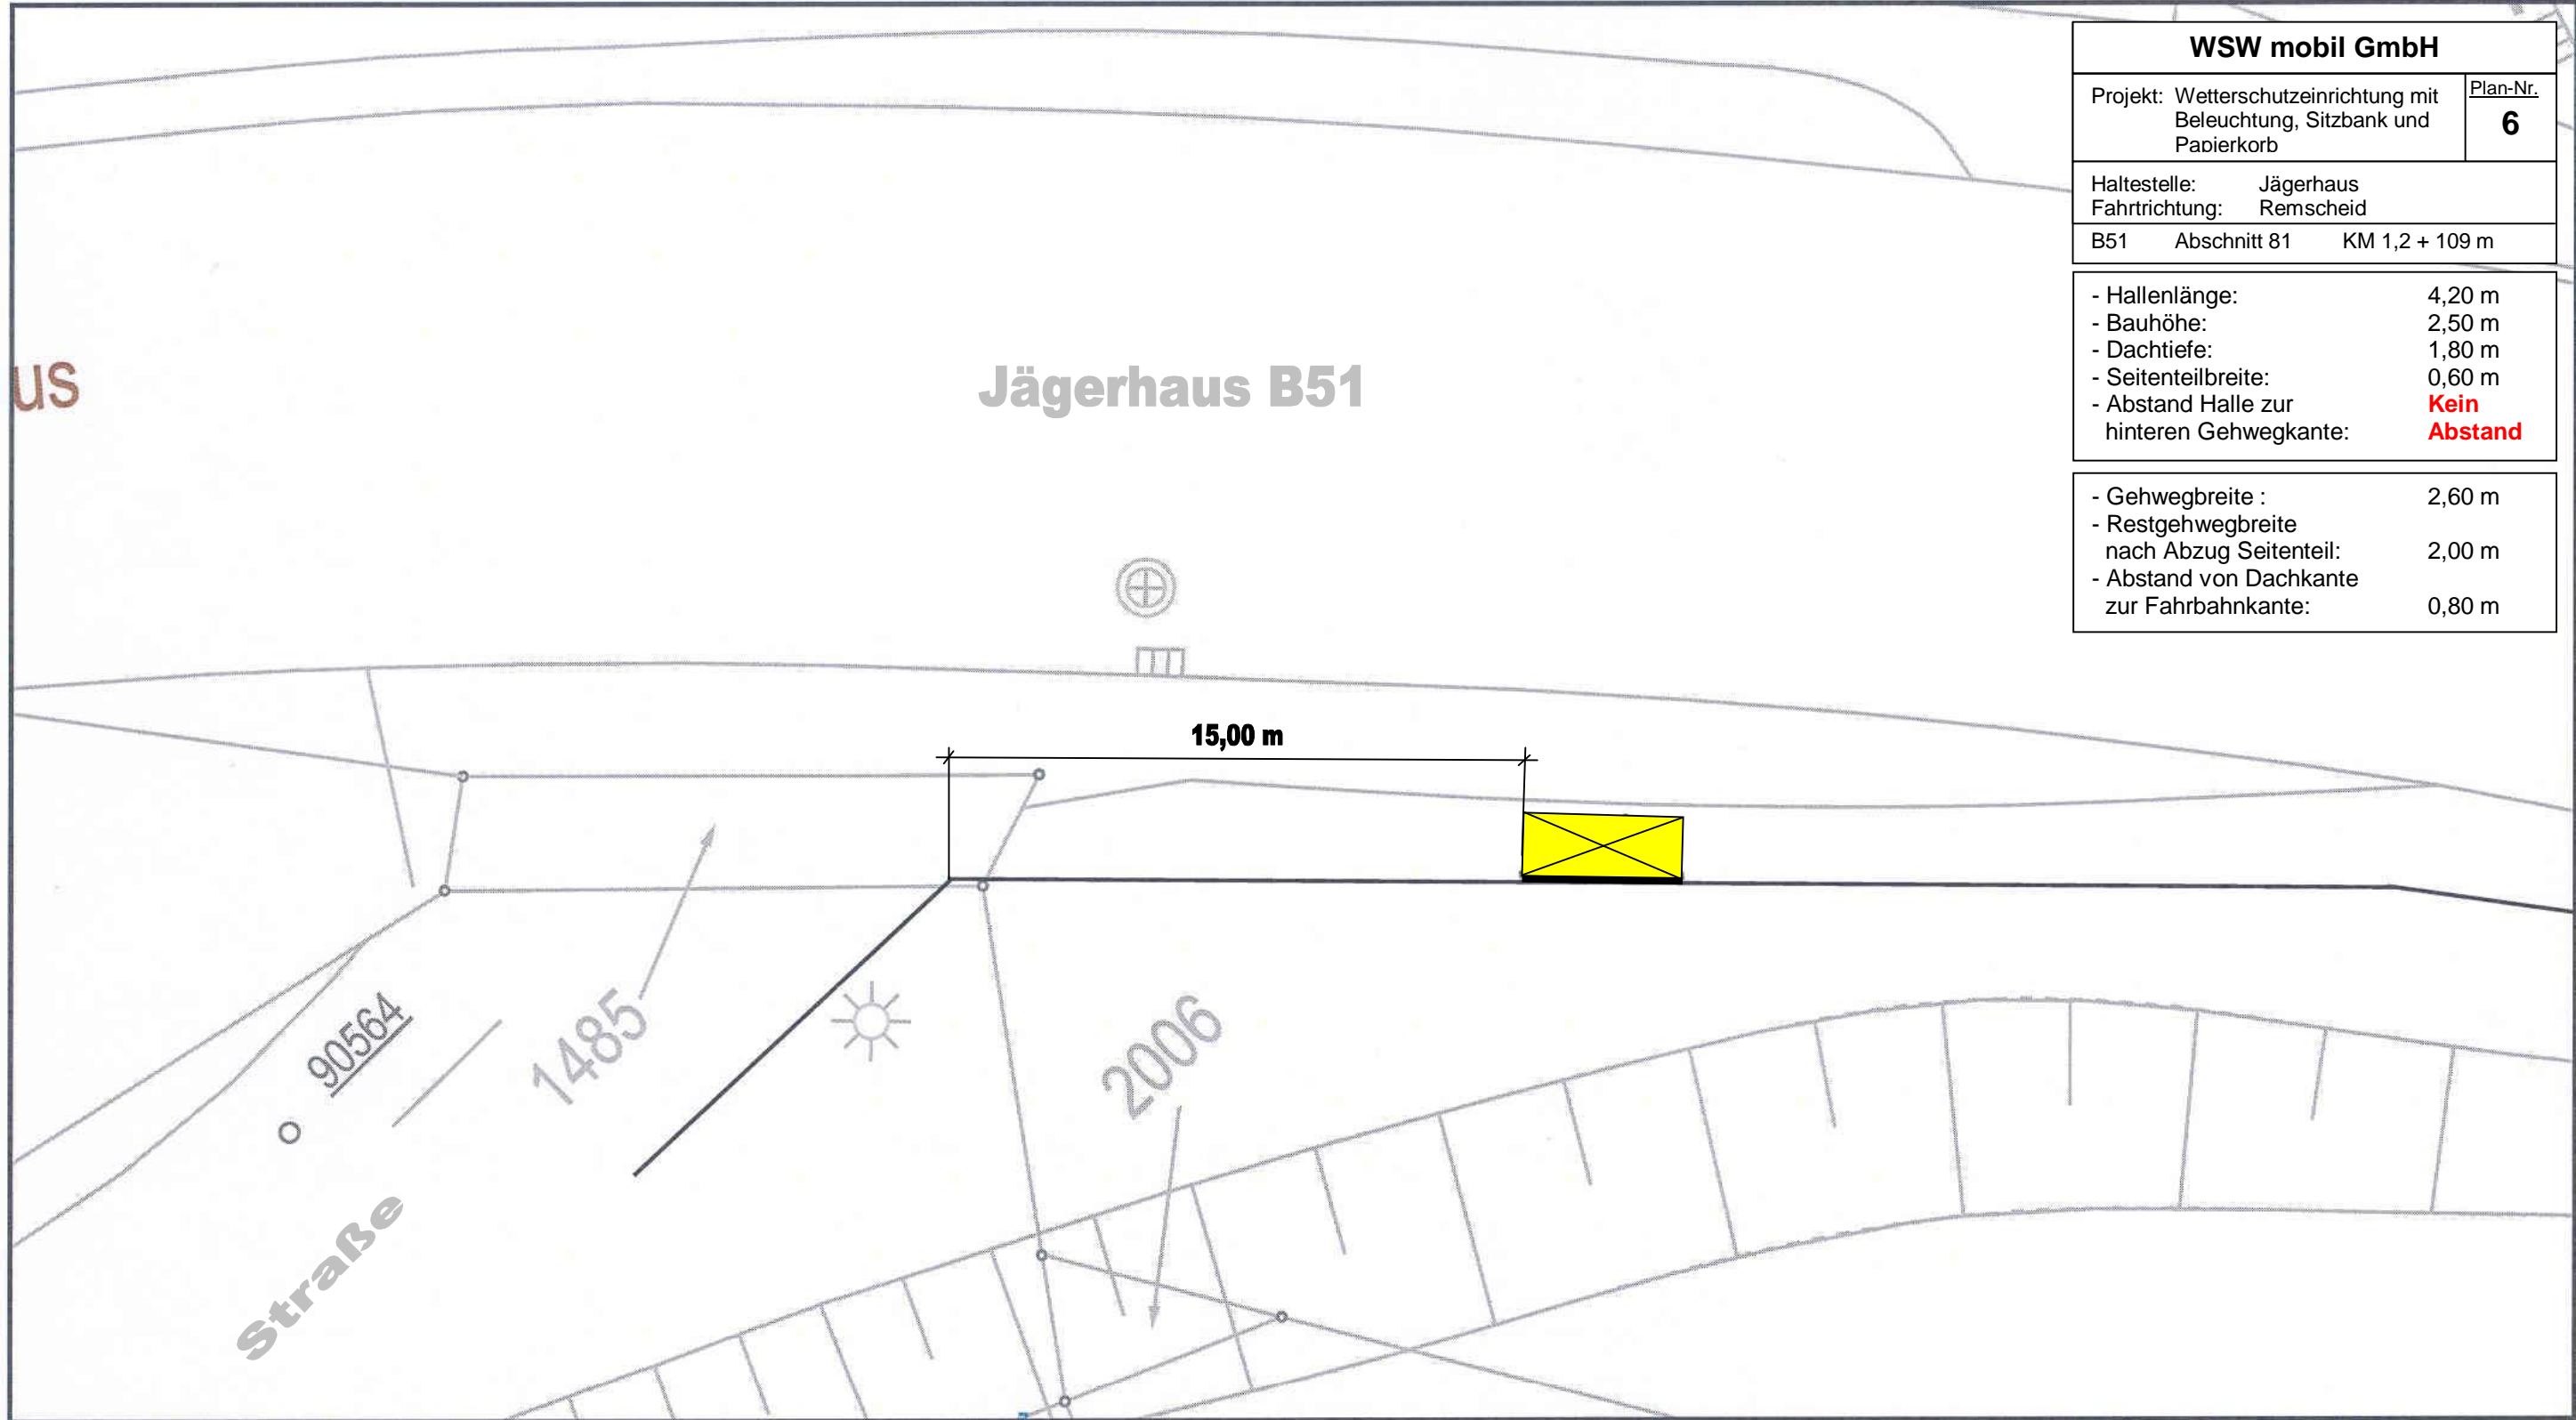 WSW mobil GmbH
Projekt: Wetterschutzeinrichtung mit
Beleuchtung, Sitzbank und
Papierkorb
Plan-Nr.
6
Haltestelle: Jägerhaus
Fahrtrichtung: Remscheid
B51 Abschnitt 81 KM 1,2 + 109 m
- Hallenlänge: 4,20 m
- Bauhöhe: 2,50 m
- Dachtiefe: 1,80 m
- Seitenteilbreite: 0,60 m
- Abstand Halle zur Kein
hinteren Gehwegkante: Abstand
- Gehwegbreite : 2,60 m
- Restgehwegbreite
nach Abzug Seitenteil: 2,00 m
- Abstand von Dachkante
zur Fahrbahnkante: 0,80 m
us
Jägerhaus B51
15,00 m
90564
1485
2006
Straße